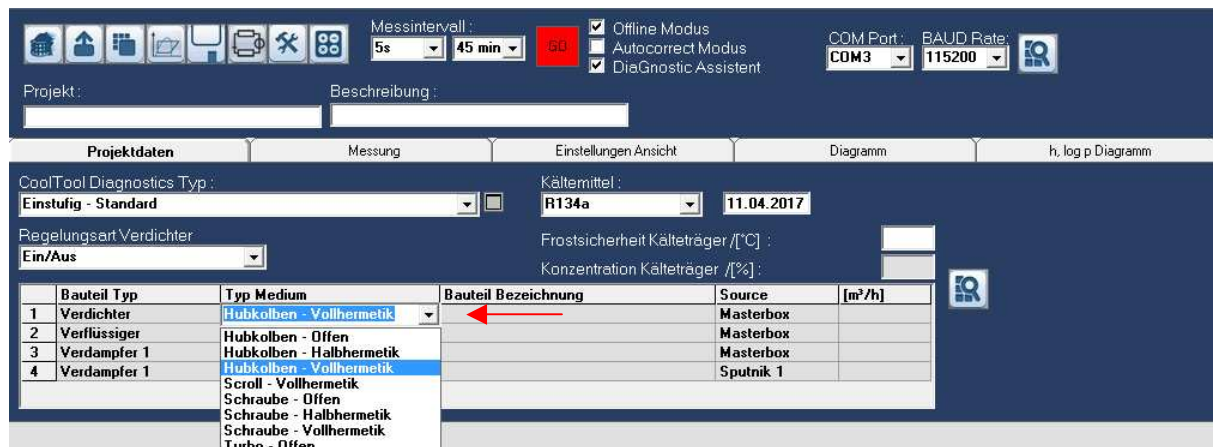 Messintervall :
5s 45 min GO
Offline Modus
Autocorrect Modus
DiaGnostic Assistent
COM Port : BAUD Rate:
COM3 115200
Projekt : Beschreibung :
Projektdaten Messung Einstellungen Ansicht Diagramm h, log p Diagramm
CoolTool Diagnostics Typ : Kältemittel :
Einstufig - Standard R134a 11.04.2017
Regelungsart Verdichter Frostsicherheit Kälteträger /[°C] :
Ein/Aus
Konzentration Kälteträger /[%] :
Bauteil Typ Typ Medium Bauteil Bezeichnung Source [m³/h]
1 Verdichter Hubkolben - Vollhermetik Masterbox
2 Verflüssiger Masterbox
3 Verdampfer 1 Masterbox
4 Verdampfer 1 Sputnik 1
Hubkolben - Offen
Hubkolben - Halbhermetik
Hubkolben - Vollhermetik
Scroll - Vollhermetik
Schraube - Offen
Schraube - Halbhermetik
Schraube - Vollhermetik
Turbo - Offen